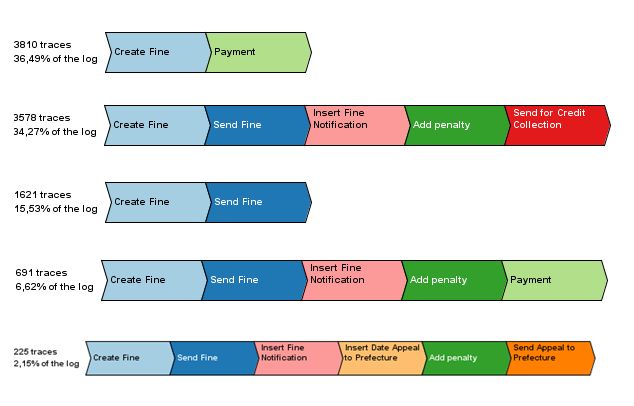 3810 traces
36,49% of the log
Create Fine
Payment
3578 traces
34,27% of the log
Create Fine
Send Fine
Insert Fine
Notification
Add penalty
Send for Credit
Collection
1621 traces
15,53% of the log
Create Fine
Send Fine
691 traces
6,62% of the log
Create Fine
Send Fine
Insert Fine
Notification
Add penalty
Payment
225 traces
2,15% of the log
Create Fine
Send Fine
Insert Fine
Notification
Insert Date Appeal
to Prefecture
Add penalty
Send Appeal to
Prefecture